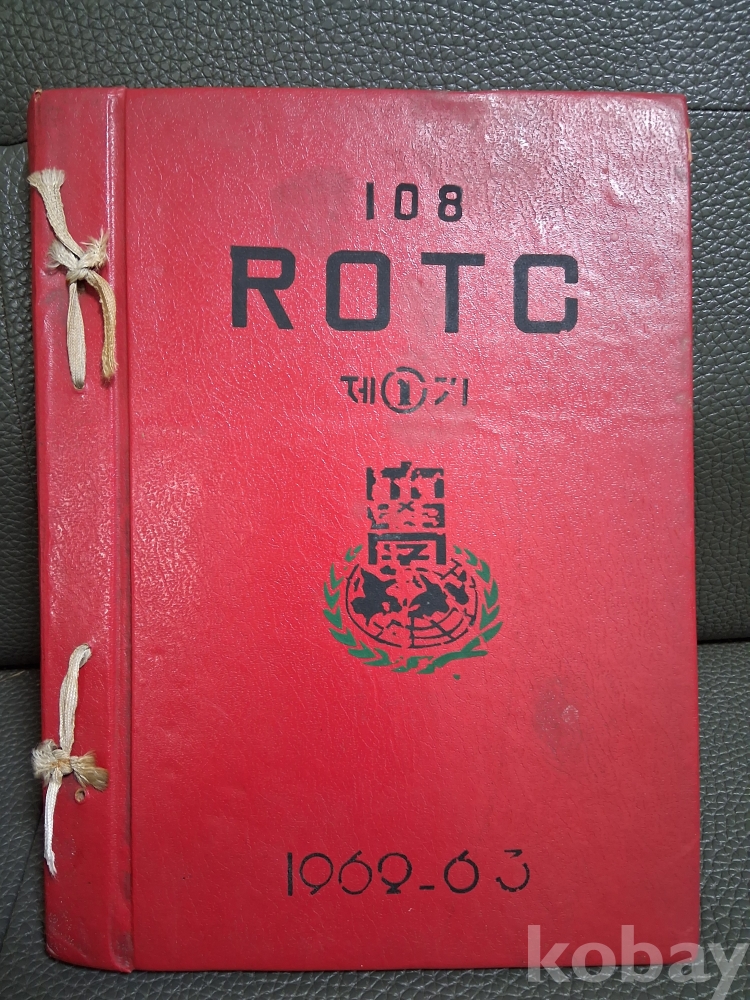 108
ROTC
제①기
1962-63
kobay